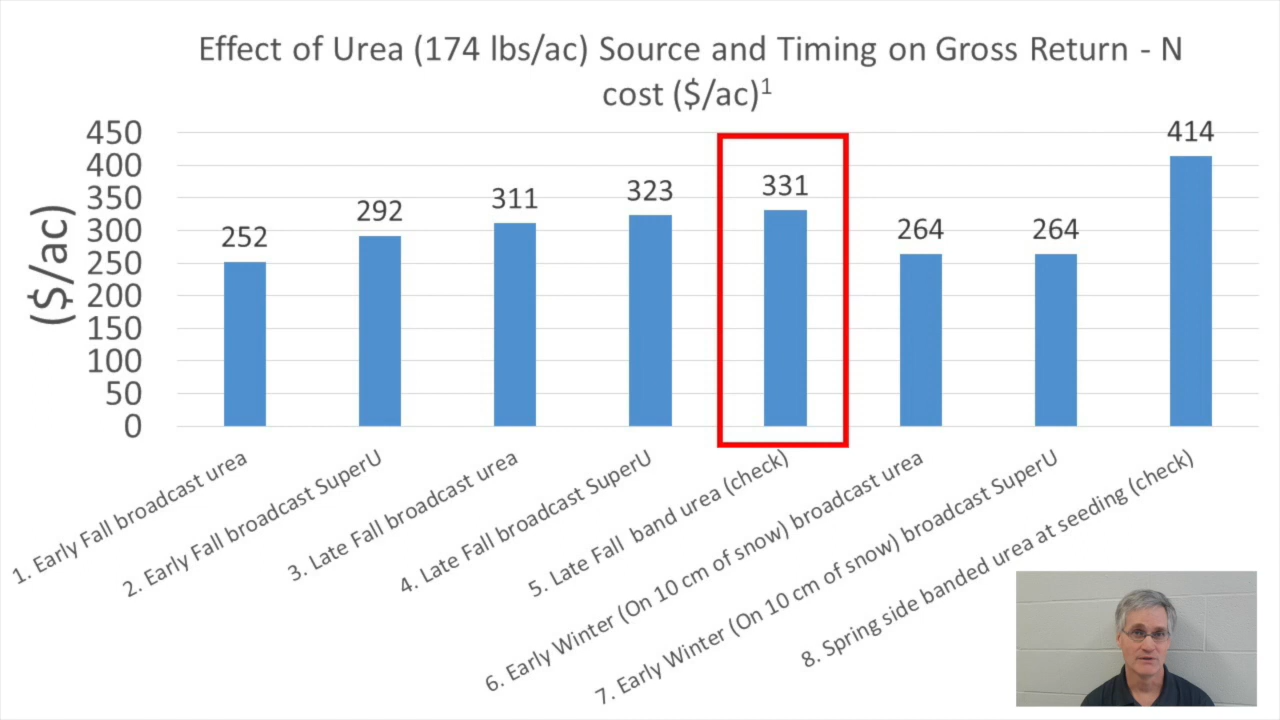 Effect of Urea (174 lbs/ac) Source and Timing on Gross Return - N
cost ($/ac)¹
($/ac)
450
400
350
300
250
200
150
100
50
0
252
292
311
323
331
264
264
414
1. Early Fall broadcast urea
2. Early Fall broadcast SuperU
3. Late Fall broadcast urea
4. Late Fall broadcast SuperU
5. Late Fall  band urea (check)
6. Early Winter (On 10 cm of snow) broadcast urea
7. Early Winter (On 10 cm of snow) broadcast SuperU
8. Spring side banded urea at seeding (check)